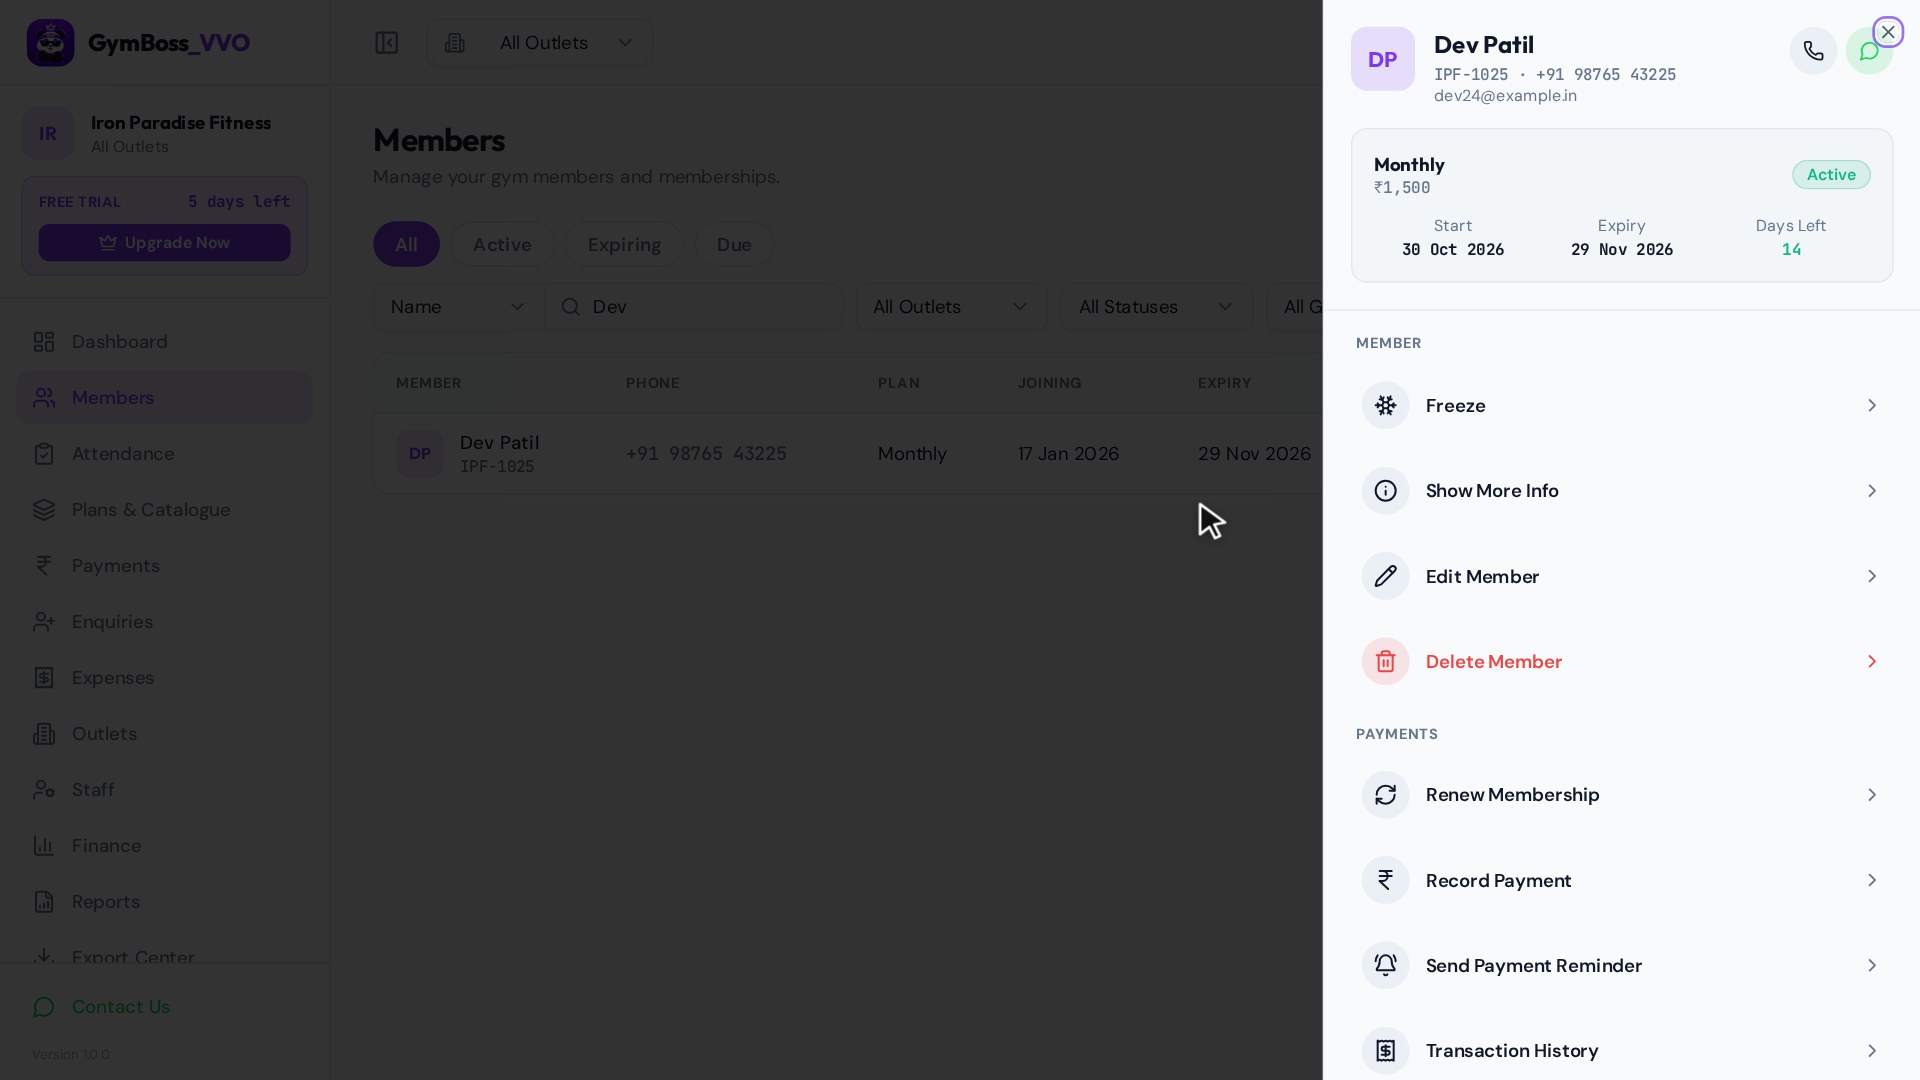 GymBoss_VVO
IR
Iron Paradise Fitness
All Outlets
FREE TRIAL
5 days left
Upgrade Now
Dashboard
Members
Attendance
Plans & Catalogue
Payments
Enquiries
Expenses
Outlets
Staff
Finance
Reports
Export Center
Contact Us
Version 1.0.0
All Outlets
Members
Manage your gym members and memberships.
All
Active
Expiring
Due
Name
Dev
All Outlets
All Statuses
All G
MEMBER
PHONE
PLAN
JOINING
EXPIRY
DP
Dev Patil
IPF-1025
+91 98765 43225
Monthly
17 Jan 2026
29 Nov 2026
DP
Dev Patil
IPF-1025 · +91 98765 43225
dev24@example.in
Monthly
₹1,500
Active
Start
Expiry
Days Left
30 Oct 2026
29 Nov 2026
14
MEMBER
Freeze
Show More Info
Edit Member
Delete Member
PAYMENTS
Renew Membership
Record Payment
Send Payment Reminder
Transaction History